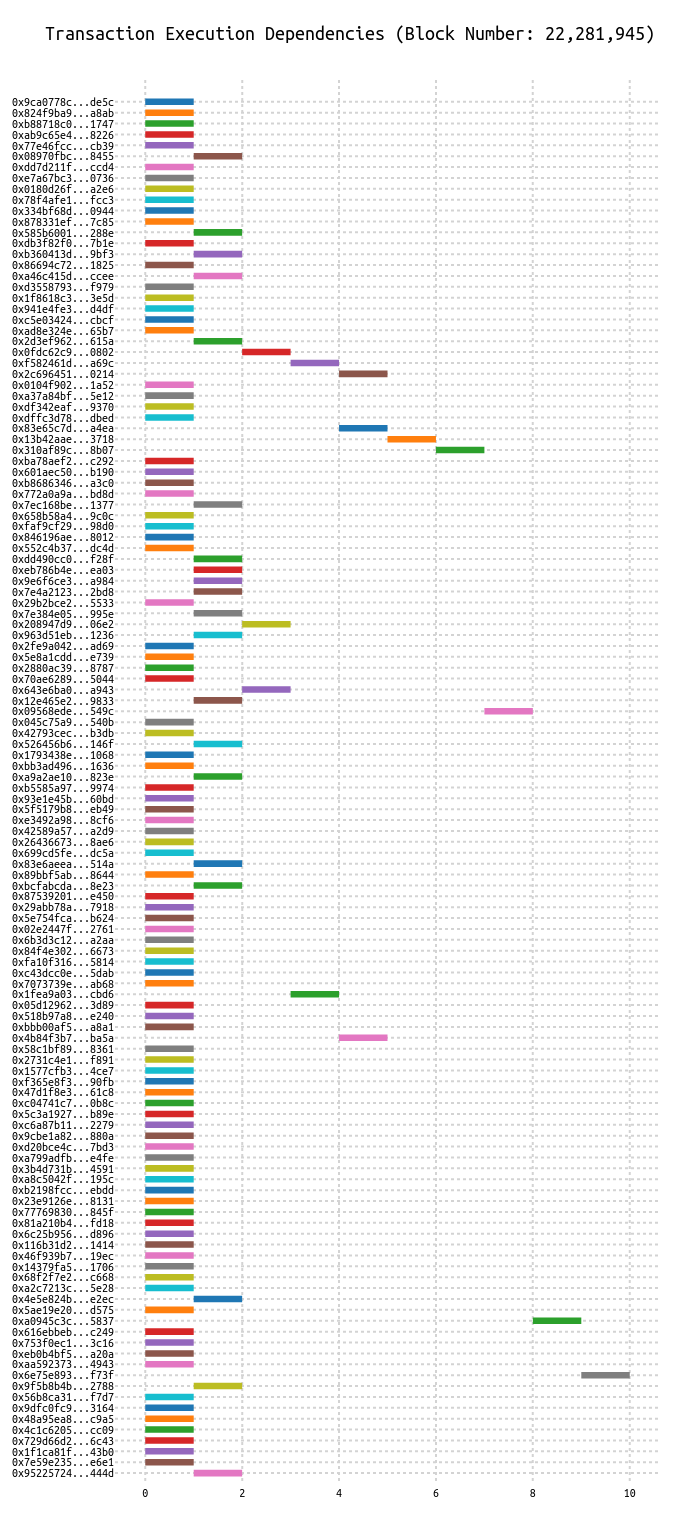 Transaction Execution Dependencies (Block Number: 22,281,945)
0x9ca0778c...de5c
0x824f9ba9...a8ab
0xb88718c0...1747
0xab9c65e4...8226
0x77e46fcc...cb39
0x08970fbc...8455
0xdd7d211f...ccd4
0xe7a67bc3...0736
0x0180d26f...a2e6
0x78f4afe1...fcc3
0x334bf68d...0944
0x878331ef...7c85
0x585b6001...288e
0xdb3f82f0...7b1e
0xb360413d...9bf3
0x86694c72...1825
0xa46c415d...ccee
0xd3558793...f979
0x1f8618c3...3e5d
0x941e4fe3...d4df
0xc5e03424...cbcf
0xad8e324e...65b7
0x2d3ef962...615a
0x0fdc62c9...0802
0xf582461d...a69c
0x2c696451...0214
0x0104f902...1a52
0xa37a84bf...5e12
0xdf342eaf...9370
0xdffc3d78...dbed
0x83e65c7d...a4ea
0x13b42aae...3718
0x310af89c...8b07
0xba78aef2...c292
0x601aec50...b190
0xb8686346...a3c0
0x772a0a9a...bd8d
0x7ec168be...1377
0x658b58a4...9c0c
0xfaf9cf29...98d0
0x846196ae...8012
0x552c4b37...dc4d
0xdd490cc0...f28f
0xeb786b4e...ea03
0x9e6f6ce3...a984
0x7e4a2123...2bd8
0x29b2bce2...5533
0x7e384e05...995e
0x208947d9...06e2
0x963d51eb...1236
0x2fe9a042...ad69
0x5e8a1cdd...e739
0x2880ac39...8787
0x70ae6289...5044
0x643e6ba0...a943
0x12e465e2...9833
0x09568ede...549c
0x045c75a9...540b
0x42793cec...b3db
0x526456b6...146f
0x1793438e...1068
0xbb3ad496...1636
0xa9a2ae10...823e
0xb5585a97...9974
0x93e1e45b...60bd
0x5f5179b8...eb49
0xe3492a98...8cf6
0x42589a57...a2d9
0x26436673...8ae6
0x699cd5fe...dc5a
0x83e6aeea...514a
0x89bbf5ab...8644
0xbcfabcda...8e23
0x87539201...e450
0x29abb78a...7918
0x5e754fca...b624
0x02e2447f...2761
0x6b3d3c12...a2aa
0x84f4e302...6673
0xfa10f316...5814
0xc43dcc0e...5dab
0x7073739e...ab68
0x1fea9a03...cbd6
0x05d12962...3d89
0x518b97a8...e240
0xbbb00af5...a8a1
0x4b84f3b7...ba5a
0x58c1bf89...8361
0x2731c4e1...f891
0x1577cfb3...4ce7
0xf365e8f3...90fb
0x47d1f8e3...61c8
0xc04741c7...0b8c
0x5c3a1927...b89e
0xc6a87b11...2279
0x9cbe1a82...880a
0xd20bce4c...7bd3
0xa799adfb...e4fe
0x3b4d731b...4591
0xa8c5042f...195c
0xb2198fcc...ebdd
0x23e9126e...8131
0x77769830...845f
0x81a210b4...fd18
0x6c25b956...d896
0x116b31d2...1414
0x46f939b7...19ec
0x14379fa5...1706
0x68f2f7e2...c668
0xa2c7213c...5e28
0x4e5e824b...e2ec
0x5ae19e20...d575
0xa0945c3c...5837
0x616ebbeb...c249
0x753f0ec1...3c16
0xeb0b4bf5...a20a
0xaa592373...4943
0x6e75e893...f73f
0x9f5b8b4b...2788
0x56b8ca31...f7d7
0x9dfc0fc9...3164
0x48a95ea8...c9a5
0x4c1c6205...cc09
0x729d66d2...6c43
0x1f1ca81f...43b0
0x7e59e235...e6e1
0x95225724...444d
0 2 4 6 8 10